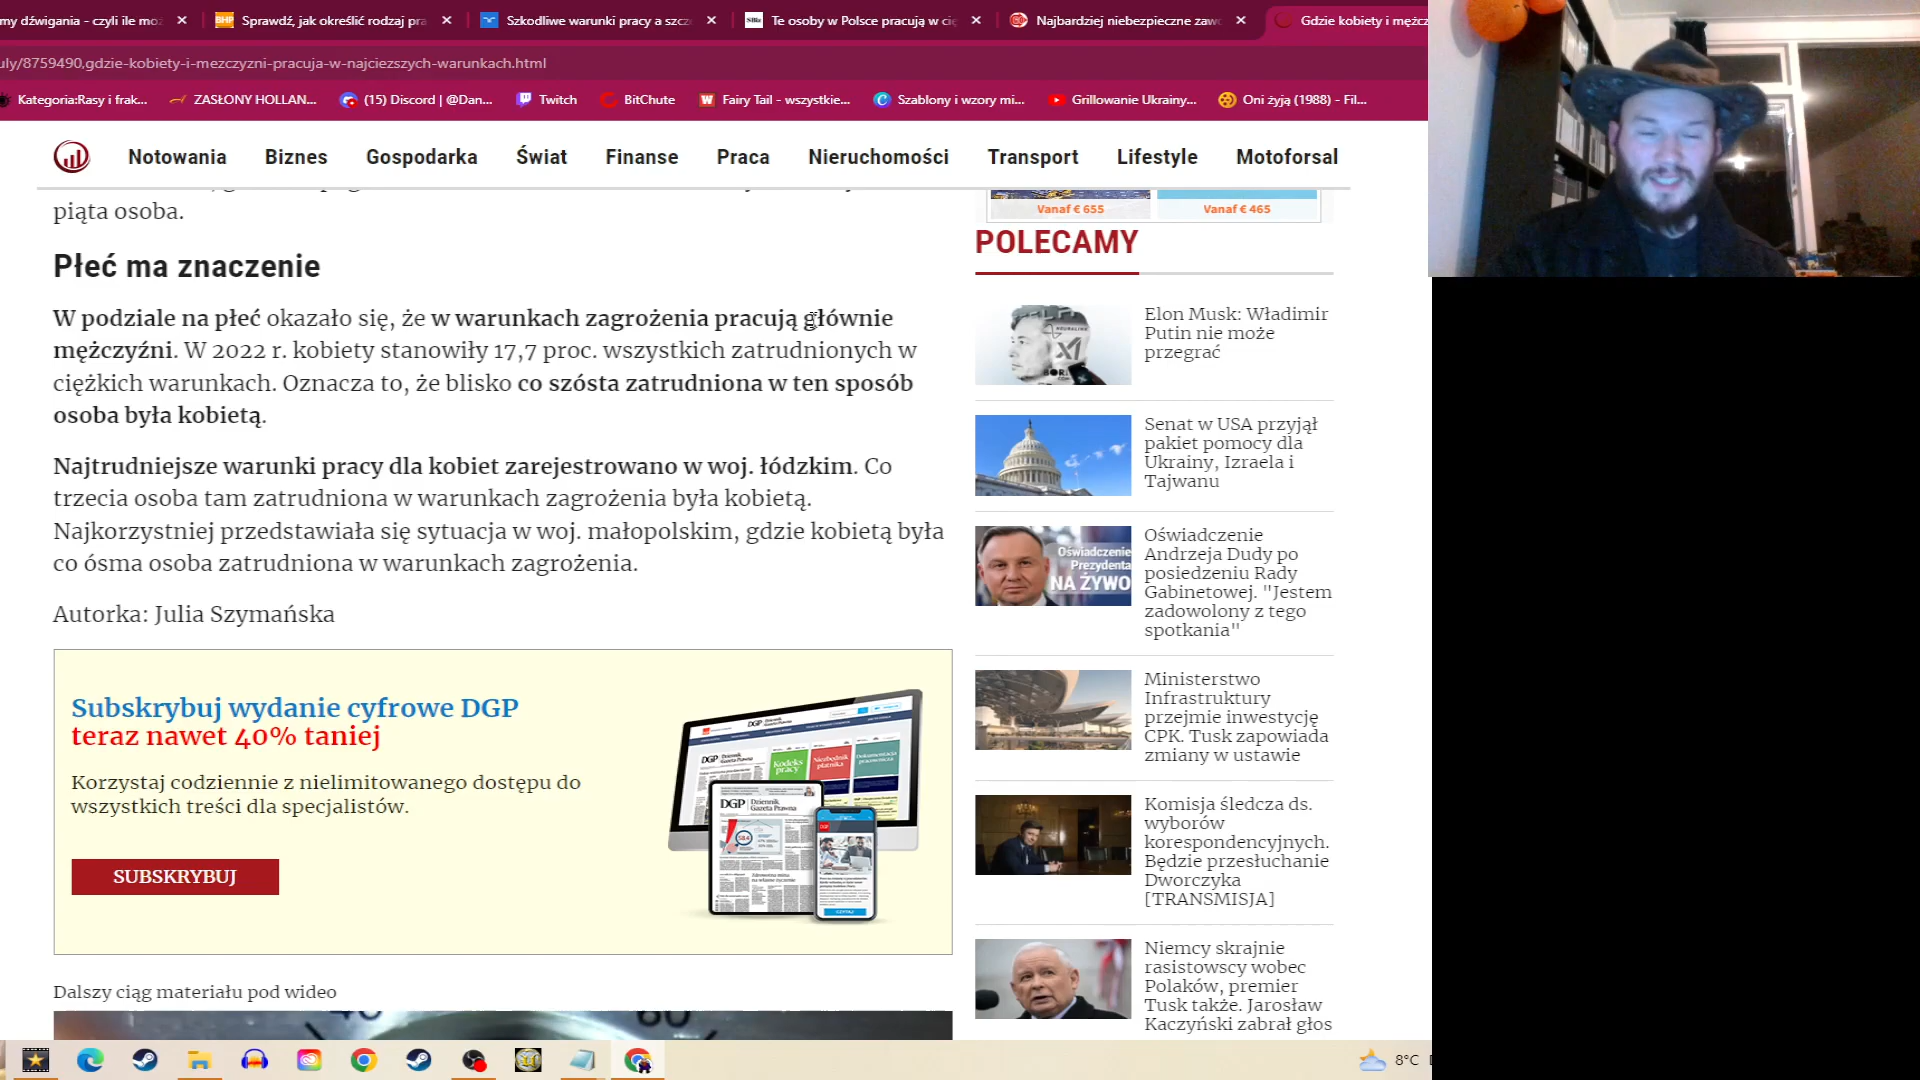 my dźwigania - czyli ile mo
Sprawdź, jak określić rodzaj pra
Szkodliwe warunki pracy a szcz
Te osoby w Polsce pracują w cię
Najbardziej niebezpieczne zaw
Gdzie kobiety i mężcz
uly/8759490,gdzie-kobiety-i-mezczyzni-pracuja-w-najciezszych-warunkach.html
Kategoria:Rasy i frak...
ZASŁONY HOLLAN...
(15) Discord | @Dan...
Twitch
BitChute
Fairy Tail - wszystkie...
Szablony i wzory mi...
Grillowanie Ukrainy...
Oni żyją (1988) - Fil...
Notowania
Biznes
Gospodarka
Świat
Finanse
Praca
Nieruchomości
Transport
Lifestyle
Motoforsal
piąta osoba.
Płeć ma znaczenie
W podziale na płeć okazało się, że w warunkach zagrożenia pracują głównie
mężczyźni. W 2022 r. kobiety stanowiły 17,7 proc. wszystkich zatrudnionych w
ciężkich warunkach. Oznacza to, że blisko co szósta zatrudniona w ten sposób
osoba była kobietą.
Najtrudniejsze warunki pracy dla kobiet zarejestrowano w woj. łódzkim. Co
trzecia osoba tam zatrudniona w warunkach zagrożenia była kobietą.
Najkorzystniej przedstawiała się sytuacja w woj. małopolskim, gdzie kobietą była
co ósma osoba zatrudniona w warunkach zagrożenia.
Autorka: Julia Szymańska
Subskrybuj wydanie cyfrowe DGP
teraz nawet 40% taniej
Korzystaj codziennie z nielimitowanego dostępu do
wszystkich treści dla specjalistów.
SUBSKRYBUJ
Dalszy ciąg materiału pod wideo
Vanaf € 655
Vanaf € 465
POLECAMY
Elon Musk: Władimir
Putin nie może
przegrać
Senat w USA przyjął
pakiet pomocy dla
Ukrainy, Izraela i
Tajwanu
Oświadczenie
Prezydenta
NA ŻYWO
Oświadczenie
Andrzeja Dudy po
posiedzeniu Rady
Gabinetowej. "Jestem
zadowolony z tego
spotkania"
Ministerstwo
Infrastruktury
przejmie inwestycję
CPK. Tusk zapowiada
zmiany w ustawie
Komisja śledcza ds.
wyborów
korespondencyjnych.
Będzie przesłuchanie
Dworczyka
[TRANSMISJA]
Niemcy skrajnie
rasistowscy wobec
Polaków, premier
Tusk także. Jarosław
Kaczyński zabrał głos
8°C